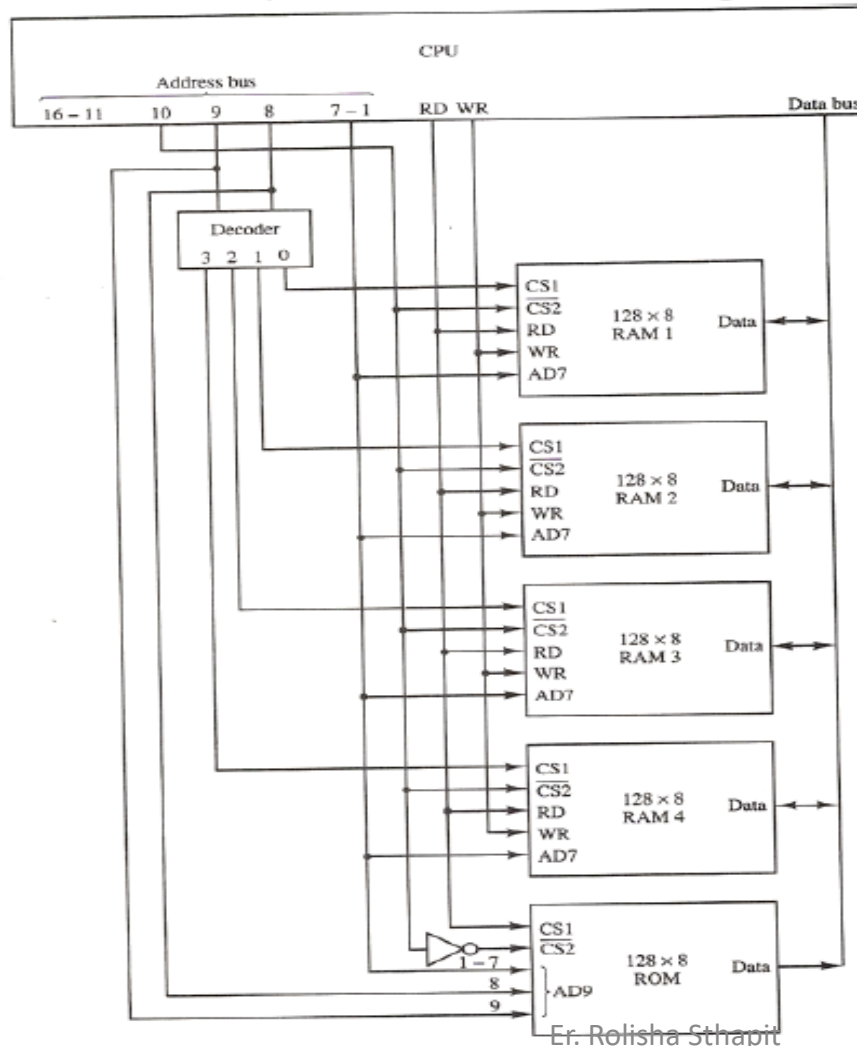 CPU
Address bus
16 – 11 10 9 8 7 – 1 RD WR Data bus
Decoder
3 2 1 0
CS1
CS2
RD
WR
AD7
128 × 8
RAM 1
Data
CS1
CS2
RD
WR
AD7
128 × 8
RAM 2
Data
CS1
CS2
RD
WR
AD7
128 × 8
RAM 3
Data
CS1
CS2
RD
WR
AD7
128 × 8
RAM 4
Data
CS1
CS2
1 – 7
8
9
AD9
128 × 8
ROM
Data
Er. Rolisha Sthapit